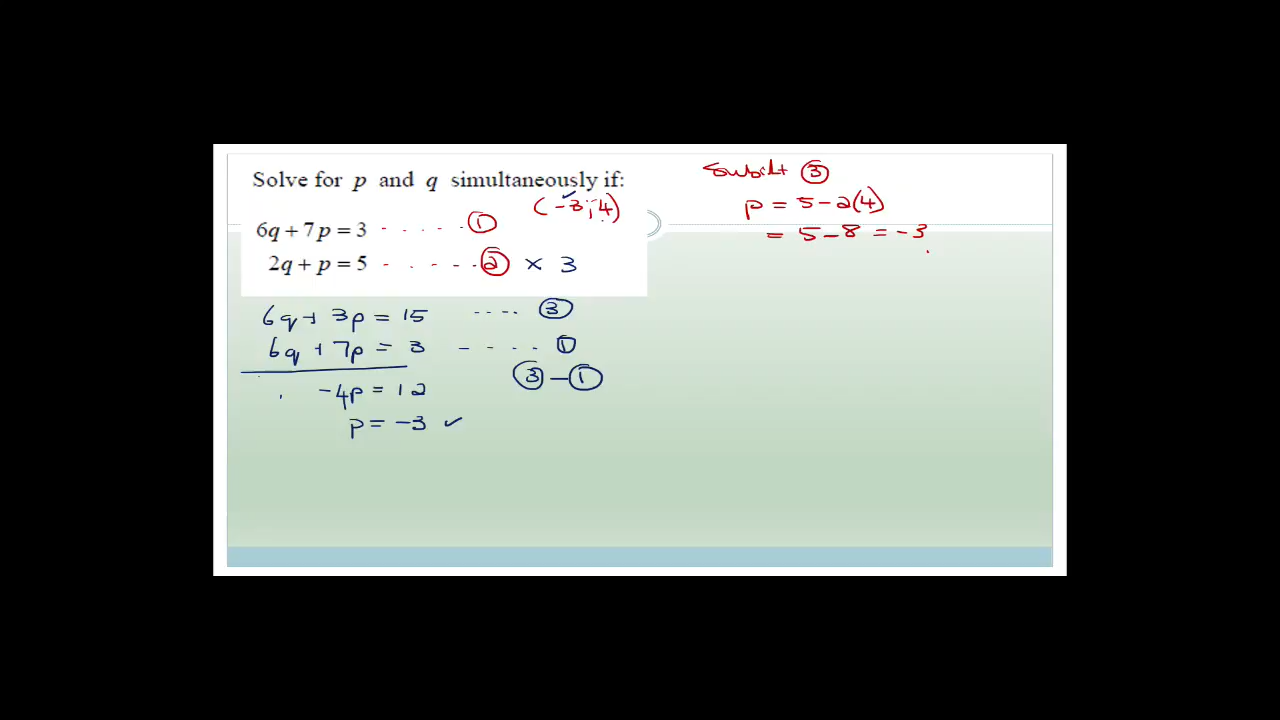 Solve for p and q simultaneously if:
(-3;4)
6q + 7p = 3 - - - - - - ①
2q + p = 5 - - - - - - ② × 3
6q + 3p = 15 .... ③
6q + 7p = 3 - - - - - ①
-4p = 12 ③ - ①
p = -3 ✓
③
p = 5 - 2(4)
= 5 - 8 = -3